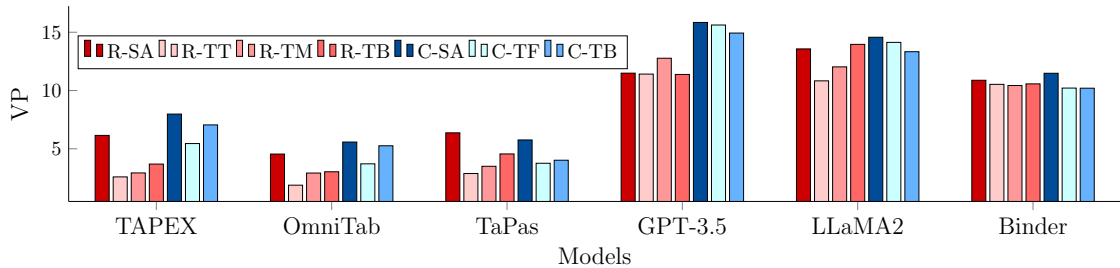 15
10
5
VP
R-SA R-TT R-TM R-TB C-SA C-TF C-TB
TAPEX OmniTab TaPas GPT-3.5 LLaMA2 Binder
Models